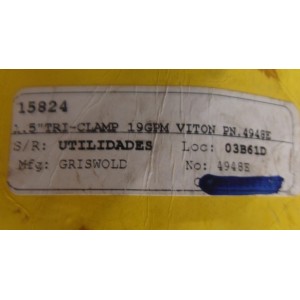 15824
1.5"TRI-CLAMP 19GPM VITON PN.4948E
S/R: UTILIDADES Loc: 03B61D
Mfg: GRISWOLD No: 4948E